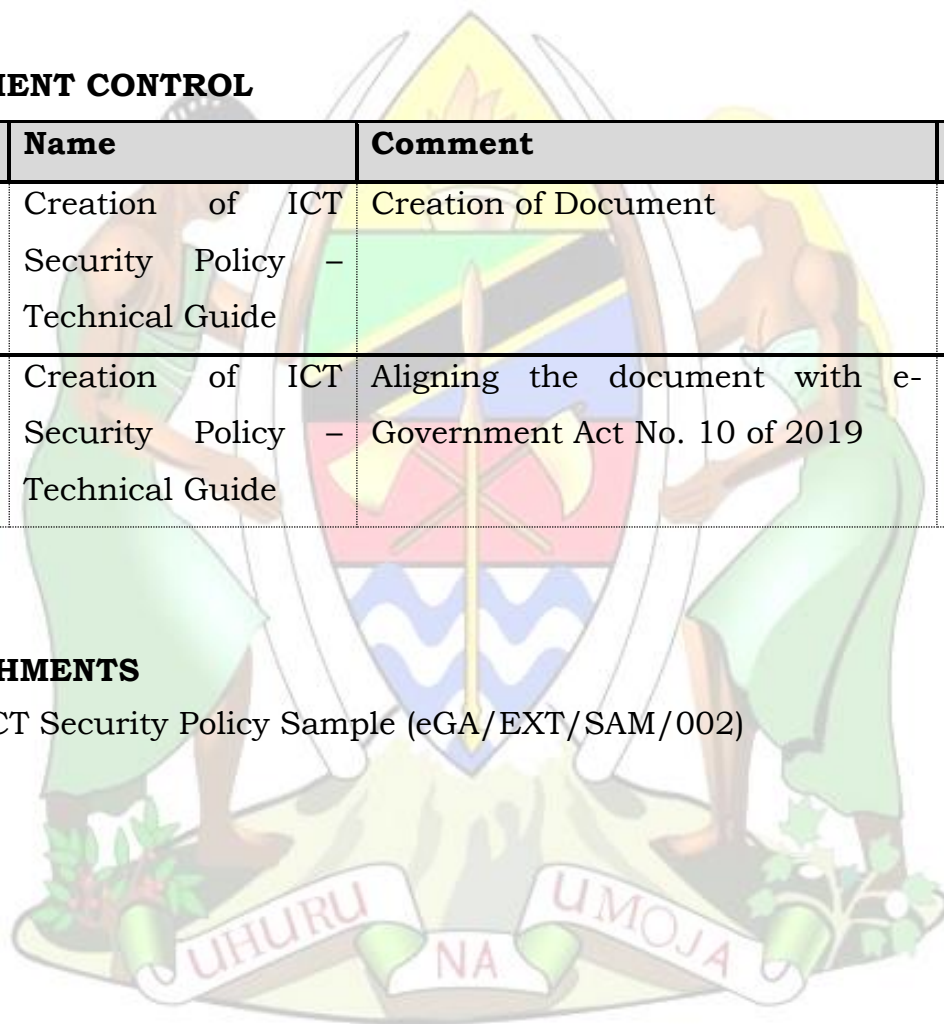 MENT CONTROL
Name Comment
Creation of ICT Creation of Document
Security Policy –
Technical Guide
Creation of ICT Aligning the document with e-
Security Policy – Government Act No. 10 of 2019
Technical Guide
HMENTS
CT Security Policy Sample (eGA/EXT/SAM/002)
UHURU NA UMOJA